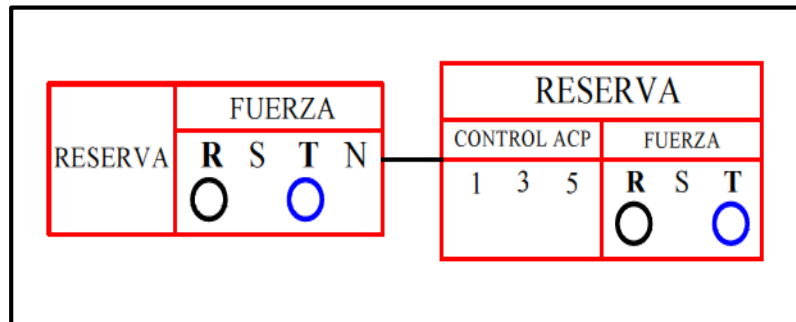 RESERVA
FUERZA
R S T N
RESERVA
CONTROL ACP
FUERZA
1 3 5
R S T